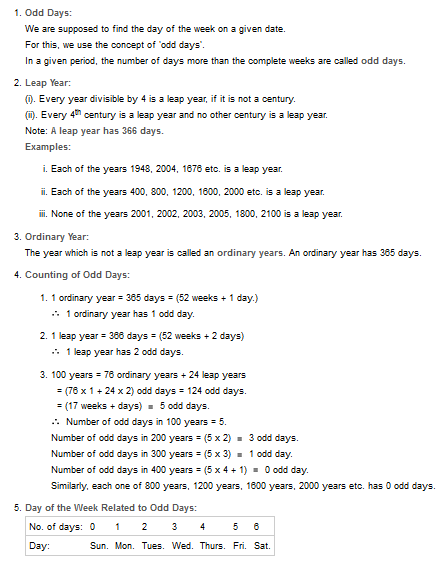 1. Odd Days:
We are supposed to find the day of the week on a given date.
For this, we use the concept of 'odd days'.
In a given period, the number of days more than the complete weeks are called odd days.
2. Leap Year:
(i). Every year divisible by 4 is a leap year, if it is not a century.
(ii). Every 4th century is a leap year and no other century is a leap year.
Note: A leap year has 366 days.
Examples:
i. Each of the years 1948, 2004, 1676 etc. is a leap year.
ii. Each of the years 400, 800, 1200, 1600, 2000 etc. is a leap year.
iii. None of the years 2001, 2002, 2003, 2005, 1800, 2100 is a leap year.
3. Ordinary Year:
The year which is not a leap year is called an ordinary years. An ordinary year has 365 days.
4. Counting of Odd Days:
1. 1 ordinary year = 365 days = (52 weeks + 1 day.)
∴ 1 ordinary year has 1 odd day.
2. 1 leap year = 366 days = (52 weeks + 2 days)
∴ 1 leap year has 2 odd days.
3. 100 years = 76 ordinary years + 24 leap years
= (76 x 1 + 24 x 2) odd days = 124 odd days.
= (17 weeks + days) ≡ 5 odd days.
∴ Number of odd days in 100 years = 5.
Number of odd days in 200 years = (5 x 2) ≡ 3 odd days.
Number of odd days in 300 years = (5 x 3) ≡ 1 odd day.
Number of odd days in 400 years = (5 x 4 + 1) ≡ 0 odd day.
Similarly, each one of 800 years, 1200 years, 1600 years, 2000 years etc. has 0 odd days.
5. Day of the Week Related to Odd Days:
No. of days: 0 1 2 3 4 5 6
Day: Sun. Mon. Tues. Wed. Thurs. Fri. Sat.